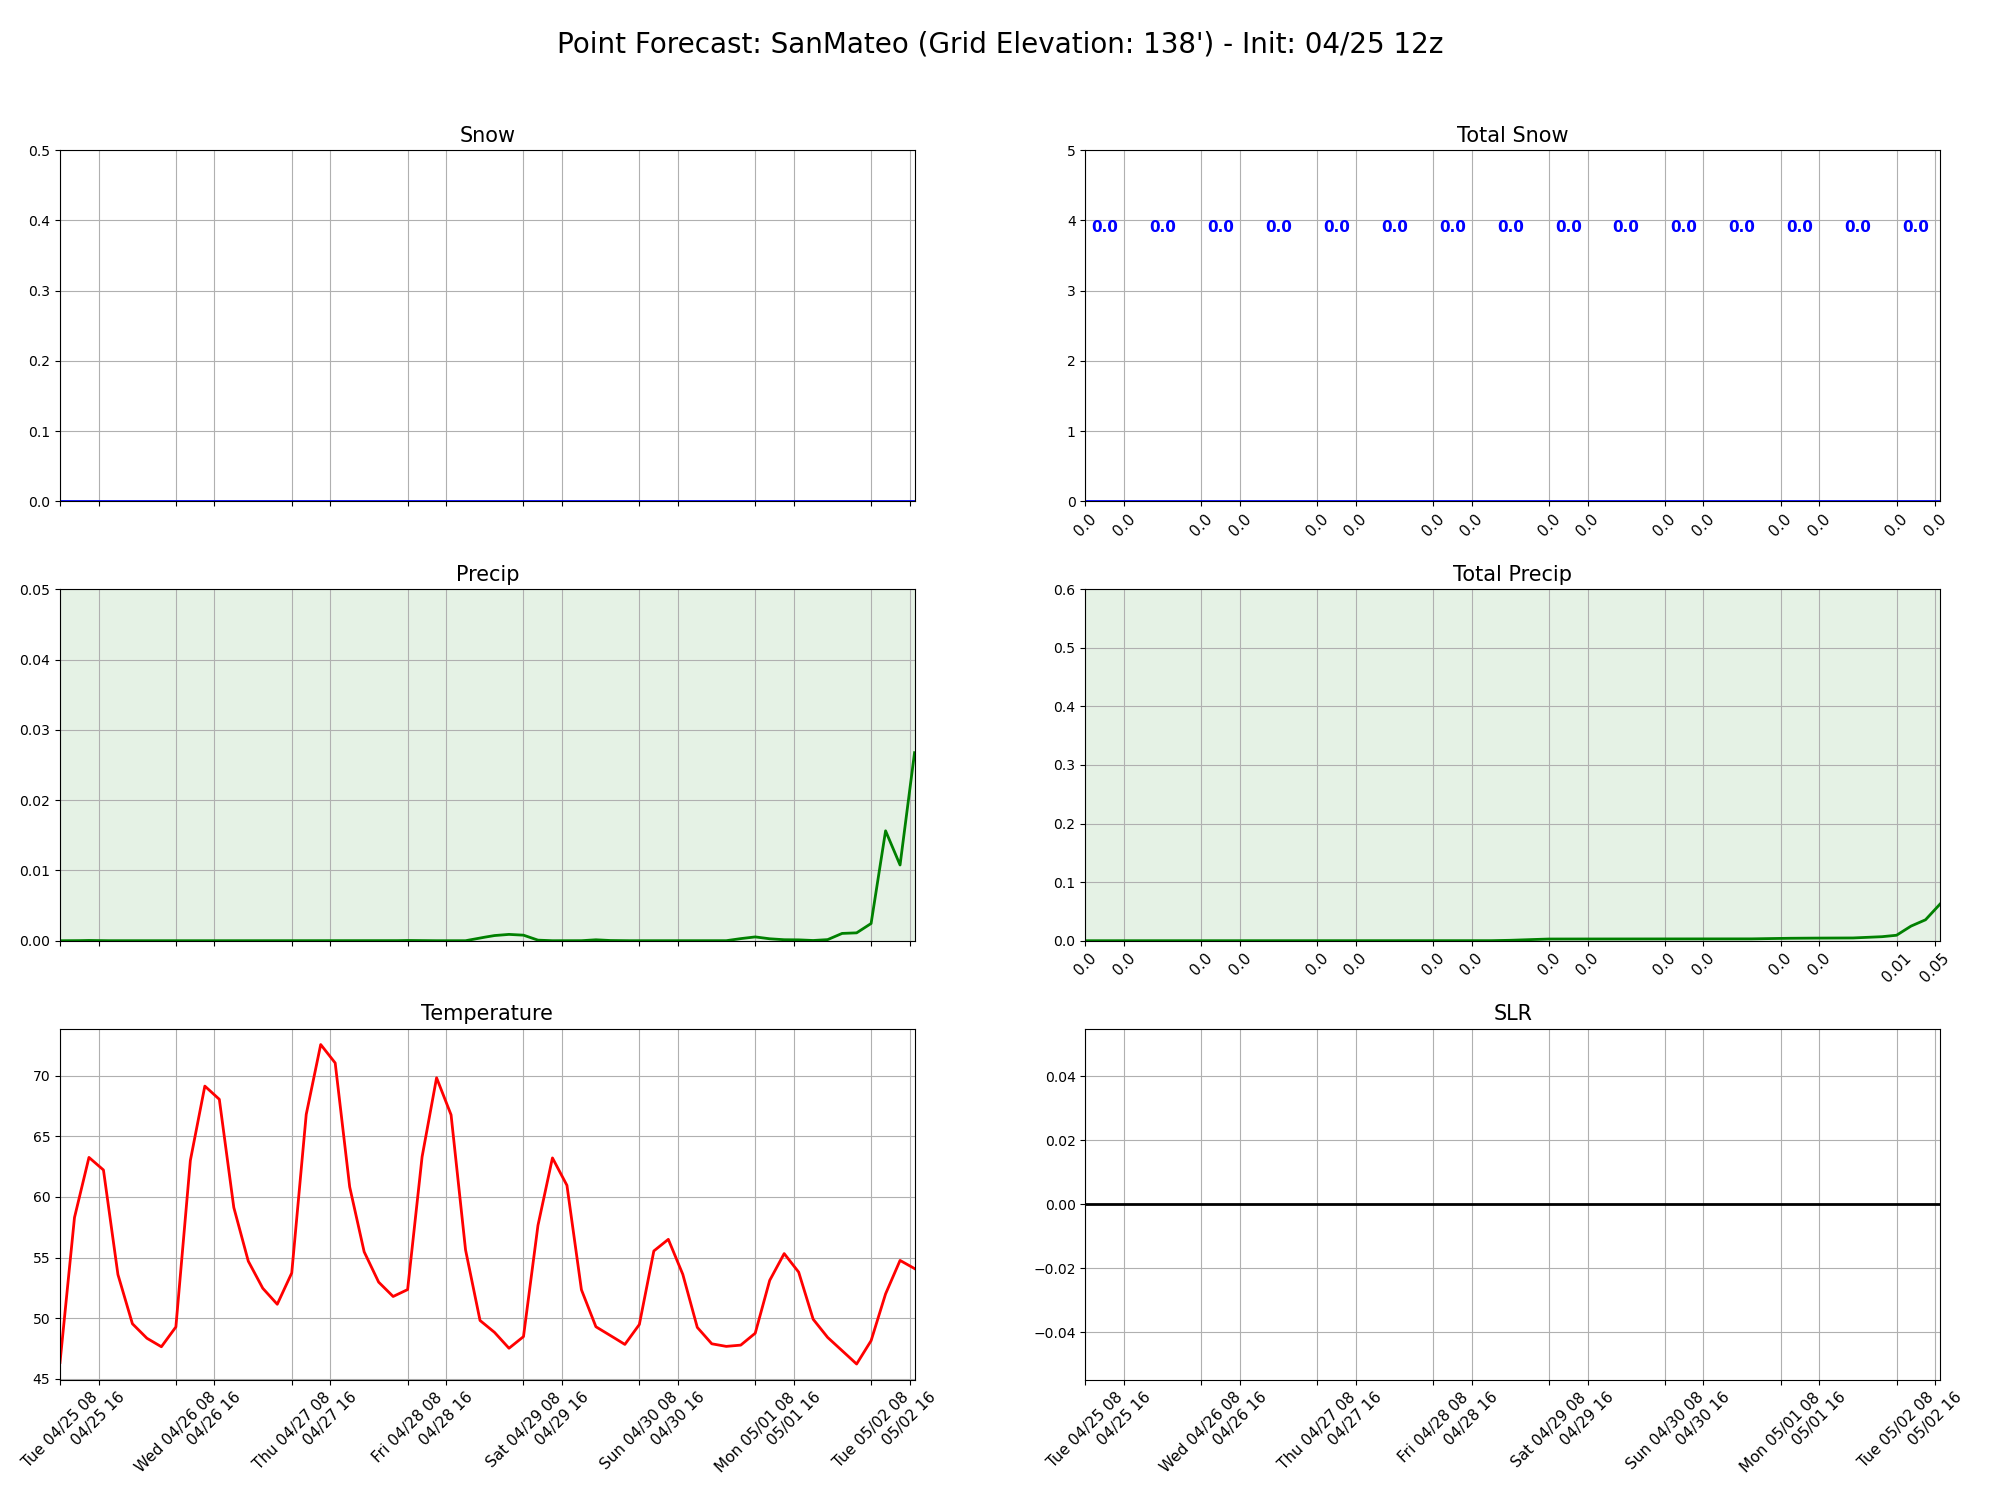 Point Forecast: SanMateo (Grid Elevation: 138') - Init: 04/25 12z
Snow
0.5
0.4
0.3
0.2
0.1
0.0
Total Snow
5
4
3
2
1
0
0.0 0.0 0.0 0.0 0.0 0.0 0.0 0.0 0.0 0.0 0.0 0.0 0.0 0.0 0.0
0.0 0.0 0.0 0.0 0.0 0.0 0.0 0.0 0.0 0.0 0.0 0.0 0.0 0.0 0.0 0.0
Precip
0.05
0.04
0.03
0.02
0.01
0.00
Total Precip
0.6
0.5
0.4
0.3
0.2
0.1
0.0
0.0 0.0 0.0 0.0 0.0 0.0 0.0 0.0 0.0 0.0 0.0 0.0 0.0 0.0 0.01 0.05
Temperature
70
65
60
55
50
45
Tue 04/25 08
04/25 16
Wed 04/26 08
04/26 16
Thu 04/27 08
04/27 16
Fri 04/28 08
04/28 16
Sat 04/29 08
04/29 16
Sun 04/30 08
04/30 16
Mon 05/01 08
05/01 16
Tue 05/02 08
05/02 16
SLR
0.04
0.02
0.00
−0.02
−0.04
Tue 04/25 08
04/25 16
Wed 04/26 08
04/26 16
Thu 04/27 08
04/27 16
Fri 04/28 08
04/28 16
Sat 04/29 08
04/29 16
Sun 04/30 08
04/30 16
Mon 05/01 08
05/01 16
Tue 05/02 08
05/02 16